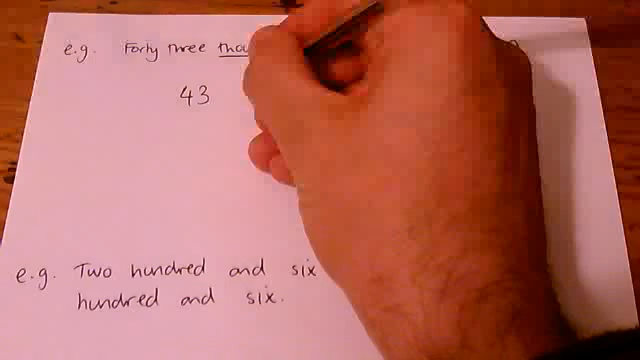 e.g. Forty three
43
e.g. Two hundred and six
hundred and six.